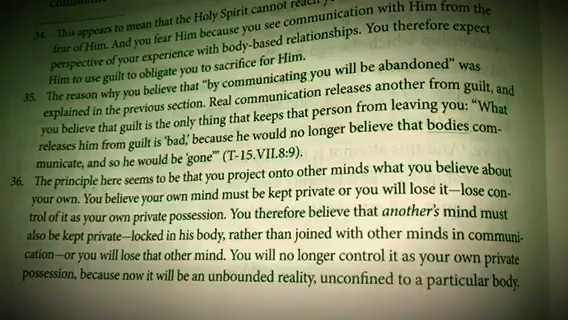 34. This appears to mean that the Holy Spirit cannot reach
fear of Him. And you fear Him because you see communication with Him from the
perspective of your experience with body-based relationships. You therefore expect
Him to use guilt to obligate you to sacrifice for Him.
35. The reason why you believe that “by communicating you will be abandoned” was
explained in the previous section. Real communication releases another from guilt, and
you believe that guilt is the only thing that keeps that person from leaving you: “What
releases him from guilt is ‘bad,’ because he would no longer believe that bodies com-
municate, and so he would be ‘gone’” (T-15.VII.8:9).
36. The principle here seems to be that you project onto other minds what you believe about
your own. You believe your own mind must be kept private or you will lose it—lose con-
trol of it as your own private possession. You therefore believe that another’s mind must
also be kept private—locked in his body, rather than joined with other minds in communi-
cation—or you will lose that other mind. You will no longer control it as your own private
possession, because now it will be an unbounded reality, unconfined to a particular body.